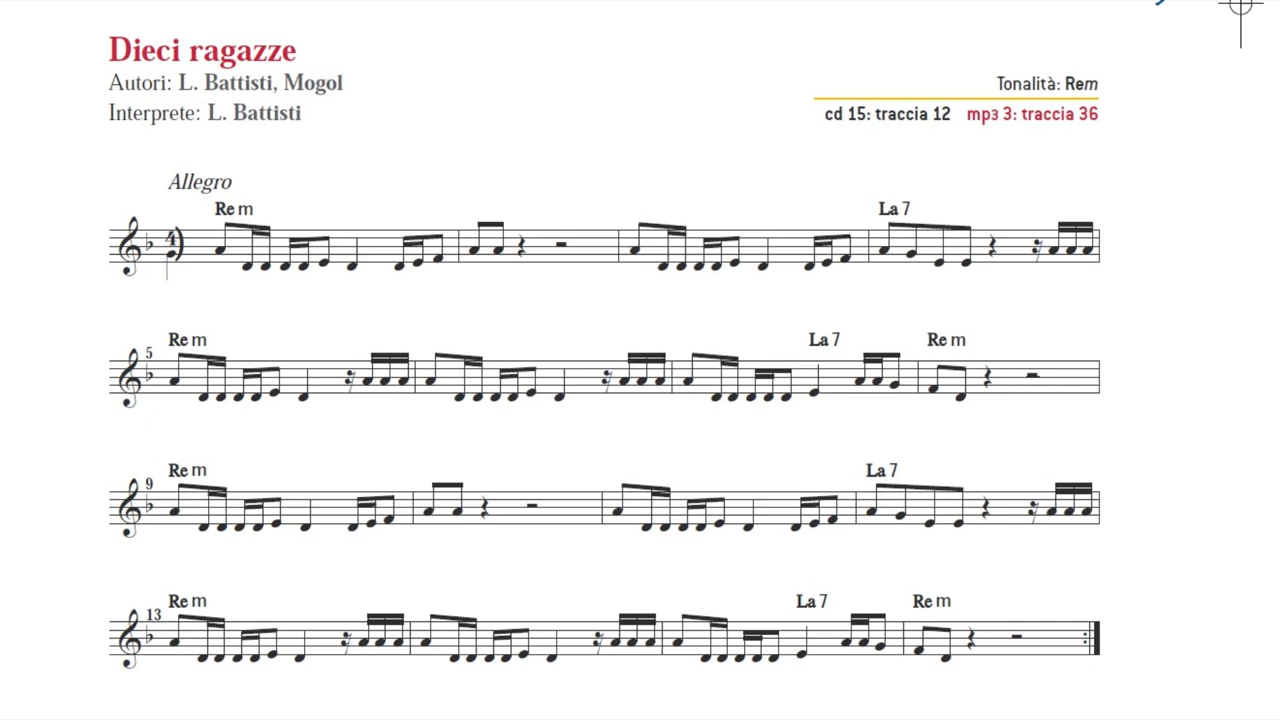 Dieci ragazze
Autori: L. Battisti, Mogol
Interprete: L. Battisti
Tonalità: Rem
cd 15: traccia 12 mp3 3: traccia 36
Allegro
Re m La 7
4
5 Re m La 7 Re m
9 Re m La 7
13 Re m La 7 Re m